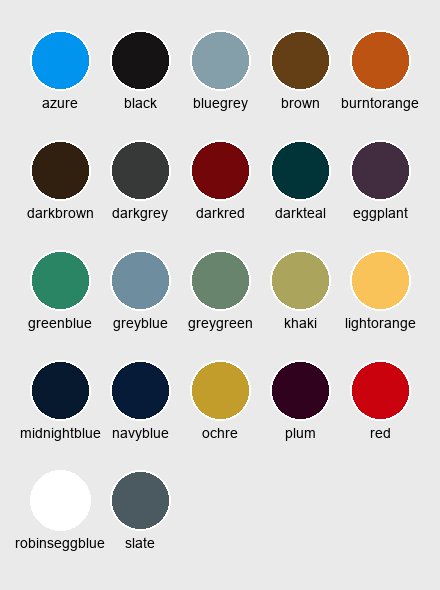 azure black bluegrey brown burntorange
darkbrown darkgrey darkred darkteal eggplant
greenblue greyblue greygreen khaki lightorange
midnightblue navyblue ochre plum red
robinseggblue slate